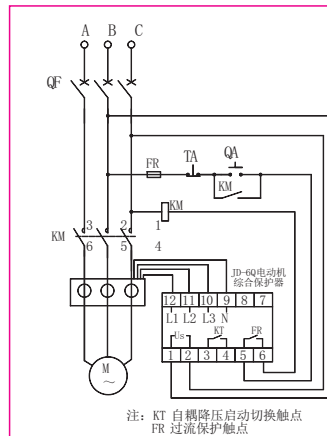 A B C
QF
FR TA QA
KM
KM
3 2 1
KM
6 5 4
JD-6Q电动机
综合保护器
12 11 10 9 8 7
L1 L2 L3 N
Us KT FR
1 2 3 4 5 6
M
~
注: KT 自耦降压启动切换触点
FR 过流保护触点